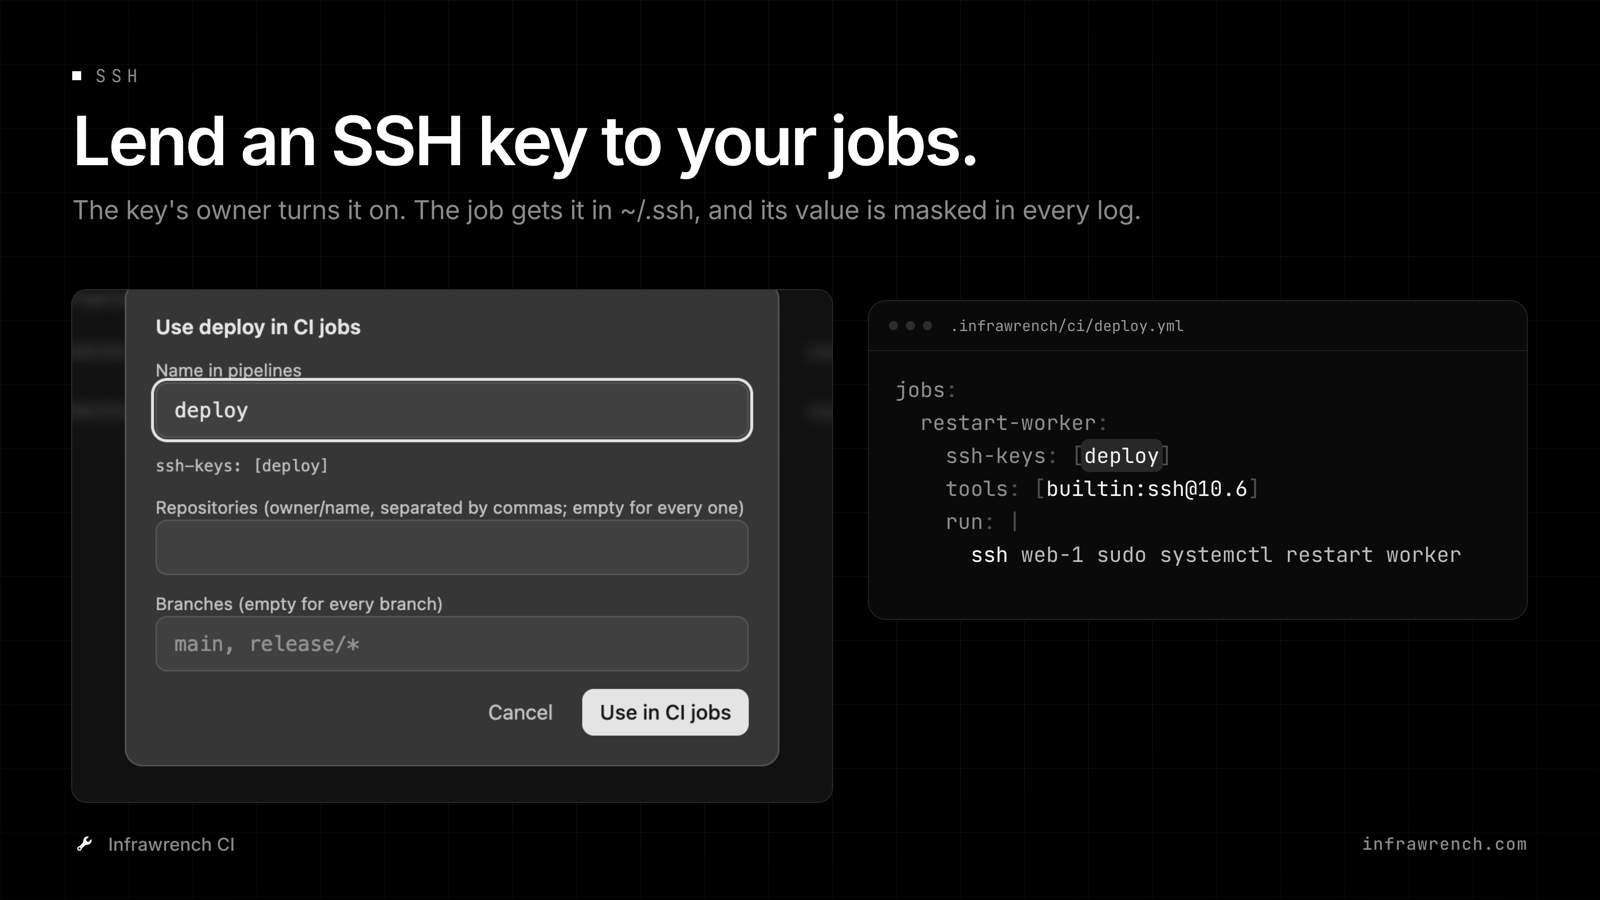 SSH
Lend an SSH key to your jobs.
The key's owner turns it on. The job gets it in ~/.ssh, and its value is masked in every log.
Use deploy in CI jobs
Name in pipelines
deploy
ssh-keys: [deploy]
Repositories (owner/name, separated by commas; empty for every one)
Branches (empty for every branch)
main, release/*
Cancel
Use in CI jobs
.infrawrench/ci/deploy.yml
jobs:
  restart-worker:
    ssh-keys: [deploy]
    tools: [builtin:ssh@10.6]
    run: |
      ssh web-1 sudo systemctl restart worker
Infrawrench CI
infrawrench.com